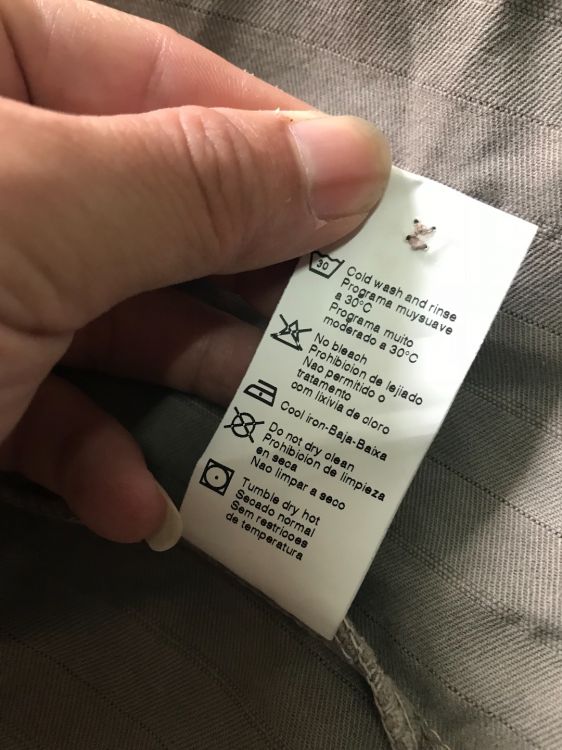 30
Cold wash and rinse
Programa muysuave
a 30°C
Programa muito
moderado a 30°C
No bleach
Prohibicion de lejiado
Nao permitido o
tratamento
com lixivia de cloro
Cool iron-Baja-Baixa
Do not dry clean
Prohibicion de limpieza
en seca
Nao limpar a seco
Tumble dry hot
Secado normal
Sem restricoes
de temperatura